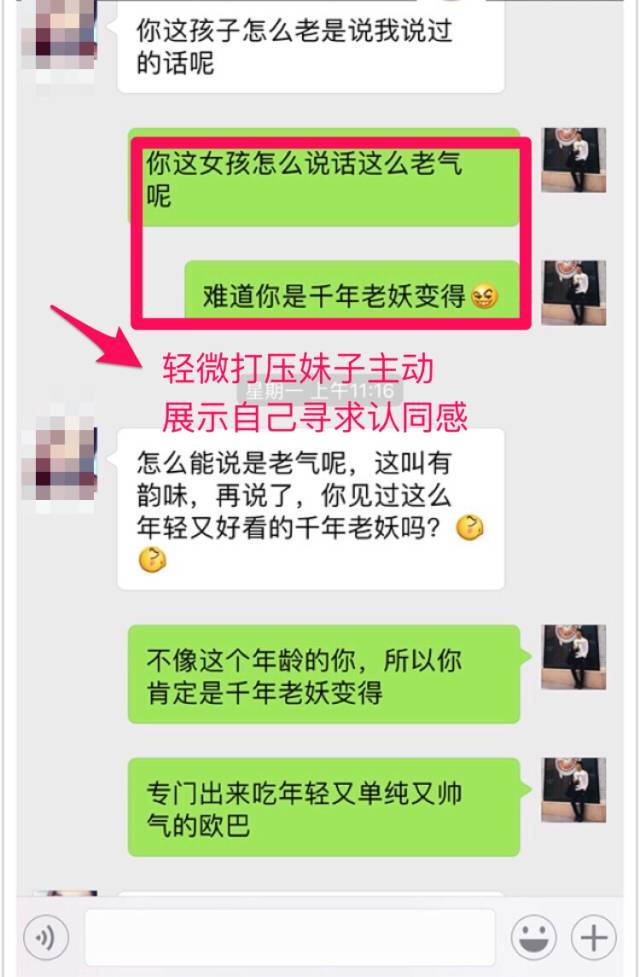 你这孩子怎么老是说我说过
的话呢
你这女孩怎么说话这么老气
呢
难道你是千年老妖变得
轻微打压妹子主动
星期一 上午11:16
展示自己寻求认同感
怎么能说是老气呢，这叫有
韵味，再说了，你见过这么
年轻又好看的千年老妖吗？
不像这个年龄的你，所以你
肯定是千年老妖变得
专门出来吃年轻又单纯又帅
气的欧巴